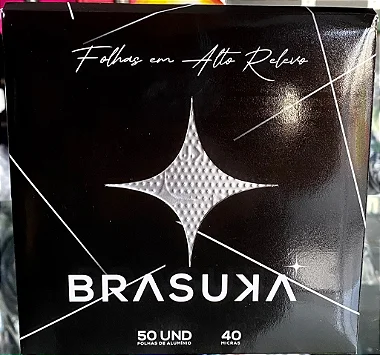 Folhas em Alto Relevo
BRASUKA
50 UND 40
FOLHAS DE ALUMÍNIO MICRAS